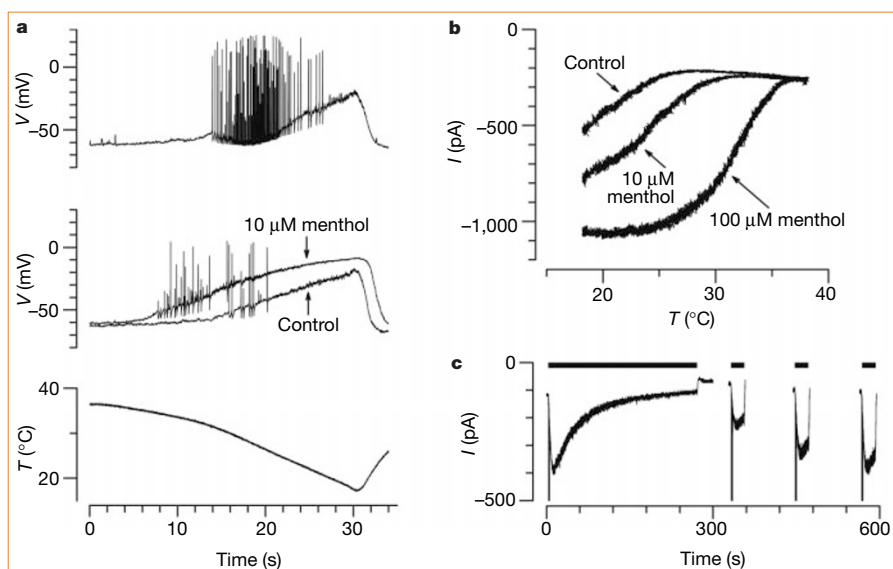 a
0
−50
V (mV)
10 μM menthol
0
−50
V (mV)
Control
40
20
T (°C)
0 10 20 30
Time (s)
b
0
−500
−1,000
I (pA)
Control
10 μM
menthol
100 μM menthol
20 30 40
T (°C)
c
0
−500
I (pA)
0 300 600
Time (s)